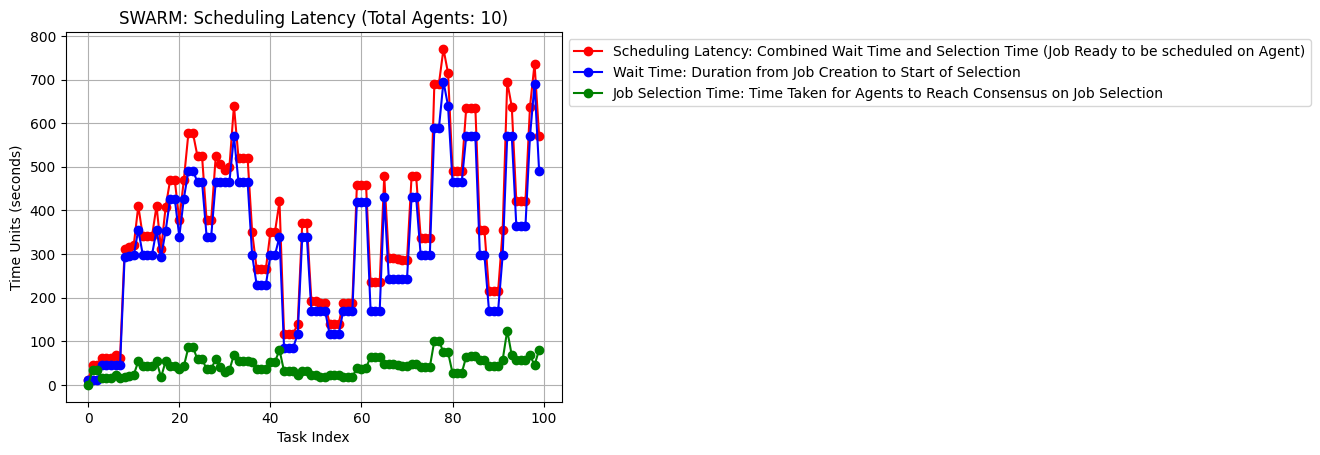 SWARM: Scheduling Latency (Total Agents: 10)
Scheduling Latency: Combined Wait Time and Selection Time (Job Ready to be scheduled on Agent)
Wait Time: Duration from Job Creation to Start of Selection
Job Selection Time: Time Taken for Agents to Reach Consensus on Job Selection
Time Units (seconds)
800
700
600
500
400
300
200
100
0
0 20 40 60 80 100
Task Index